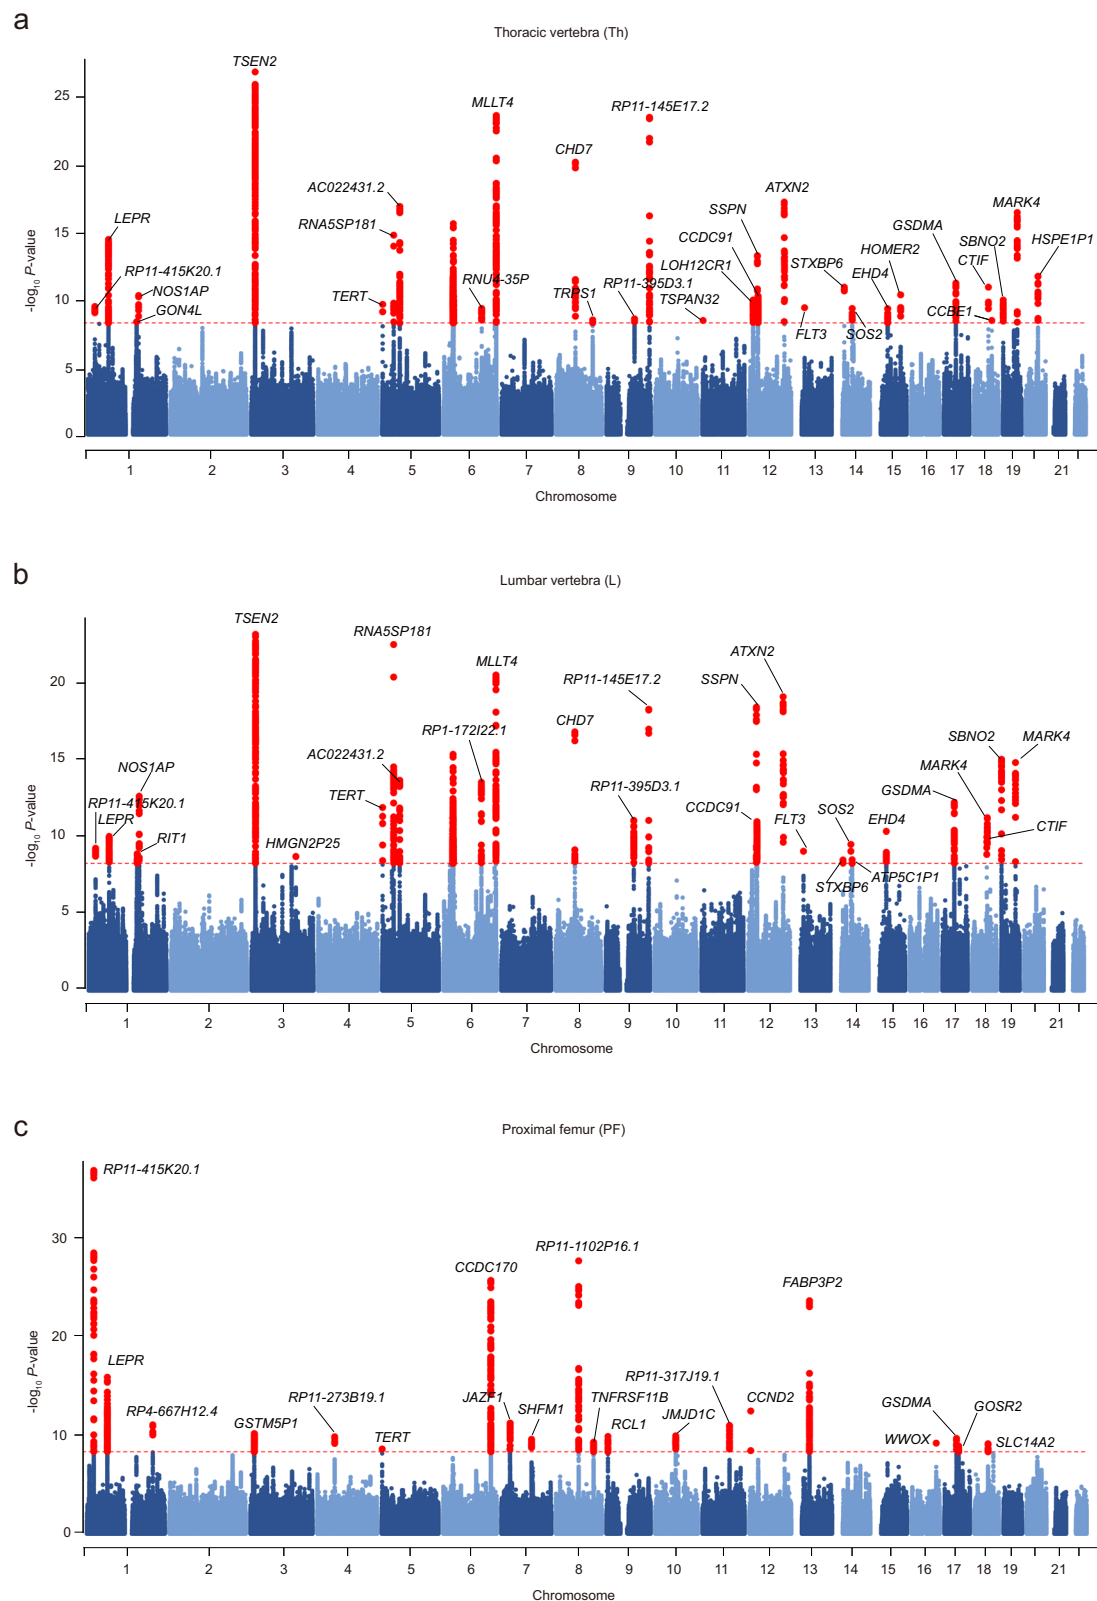 a
Thoracic vertebra (Th)
TSEN2
25
MLLT4
RP11-145E17.2
-log10 P-value
20
CHD7
AC022431.2
ATXN2
MARK4
LEPR
RNA5SP181
SSPN
GSDMA
SBNO2
HSPE1P1
15
CCDC91
HOMER2
CTIF
RP11-415K20.1
LOH12CR1
STXBP6
EHD4
NOS1AP
TERT
RNU4-35P
TRPS1
RP11-395D3.1
TSPAN32
10
GON4L
FLT3
SOS2
CCBE1
5
0
1 2 3 4 5 6 7 8 9 10 11 12 13 14 15 16 17 18 19 21
Chromosome
b
Lumbar vertebra (L)
TSEN2
RNA5SP181
MLLT4
ATXN2
20
RP11-145E17.2
SSPN
-log10 P-value
CHD7
RP1-172I22.1
SBNO2
MARK4
15
NOS1AP
AC022431.2
MARK4
RP11-415K20.1
TERT
RP11-395D3.1
GSDMA
LEPR
CCDC91
FLT3
SOS2
EHD4
CTIF
10
RIT1
HMGN2P25
STXBP6
ATP5C1P1
5
0
1 2 3 4 5 6 7 8 9 10 11 12 13 14 15 16 17 18 19 21
Chromosome
c
Proximal femur (PF)
RP11-415K20.1
30
RP11-1102P16.1
CCDC170
FABP3P2
-log10 P-value
20
LEPR
RP11-317J19.1
RP4-667H12.4
RP11-273B19.1
JAZF1
TNFRSF11B
CCND2
GSDMA
GOSR2
GSTM5P1
SHFM1
RCL1
JMJD1C
10
TERT
WWOX
SLC14A2
0
1 2 3 4 5 6 7 8 9 10 11 12 13 14 15 16 17 18 19 21
Chromosome